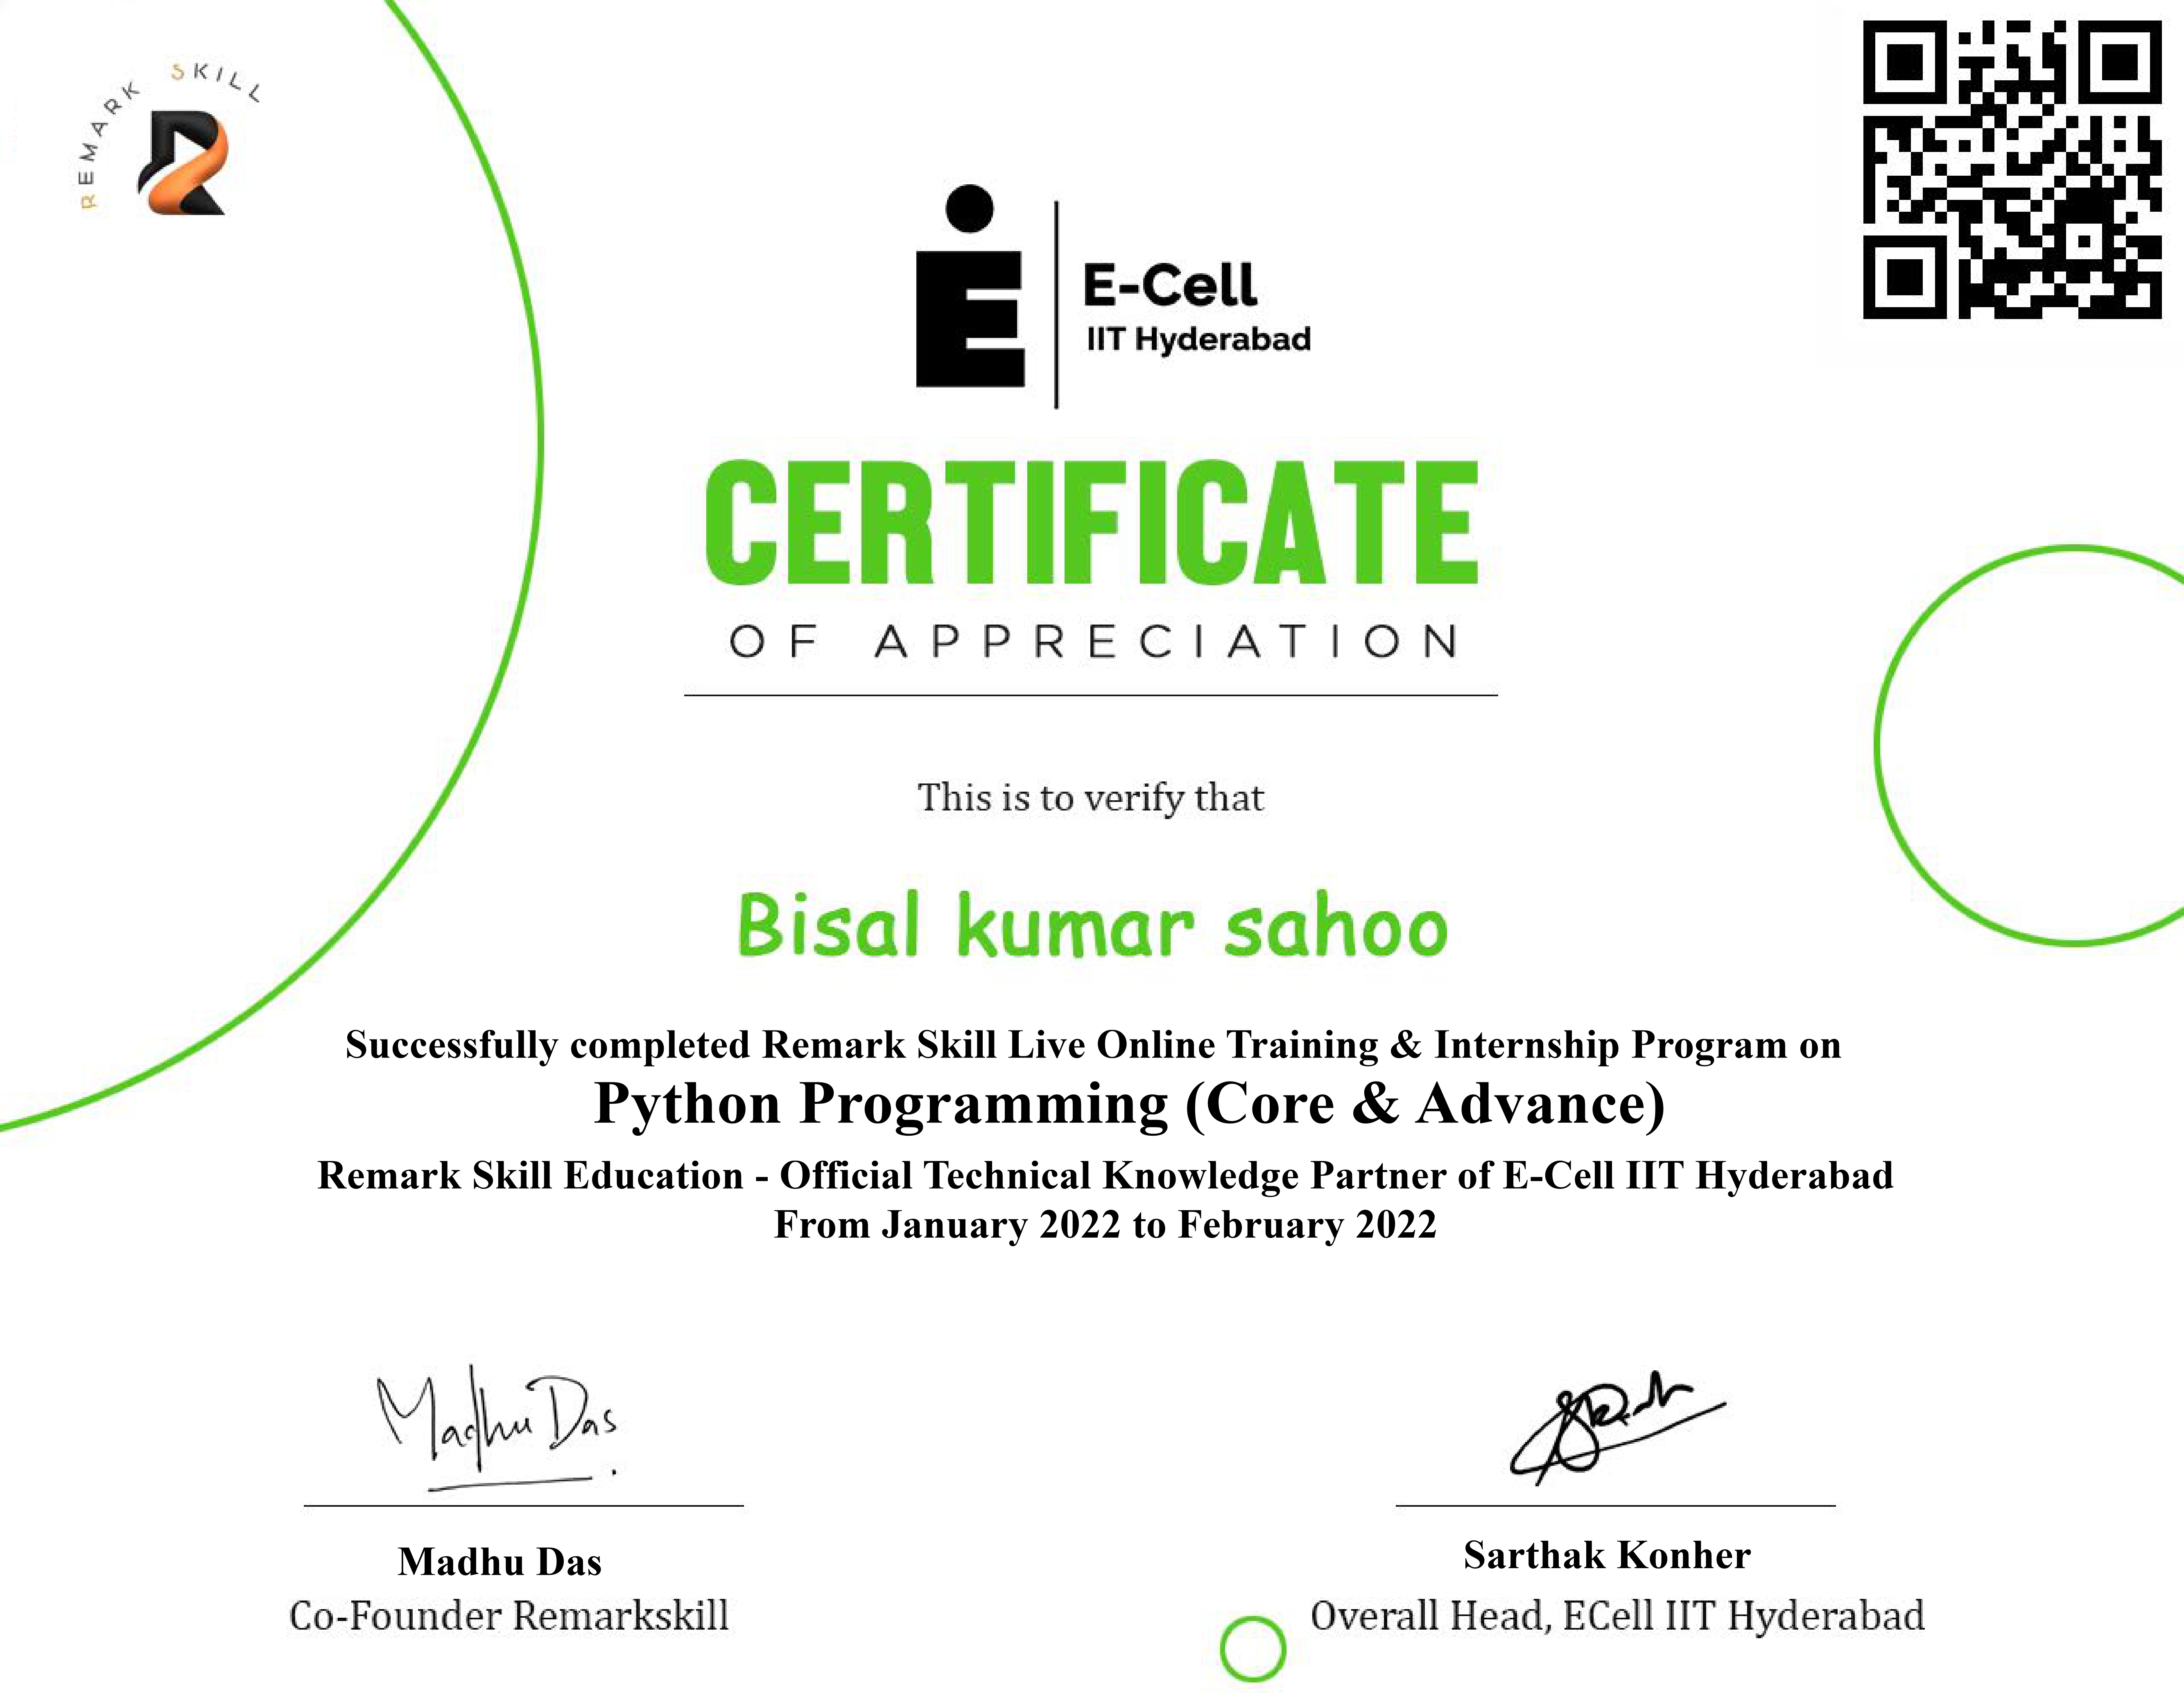 REMARK SKILL
E-Cell
IIT Hyderabad
CERTIFICATE
OF APPRECIATION
This is to verify that
Bisal kumar sahoo
Successfully completed Remark Skill Live Online Training & Internship Program on
Python Programming (Core & Advance)
Remark Skill Education - Official Technical Knowledge Partner of E-Cell IIT Hyderabad
From January 2022 to February 2022
Madhu Das
Madhu Das
Co-Founder Remarkskill
Sarthak Konher
Overall Head, ECell IIT Hyderabad